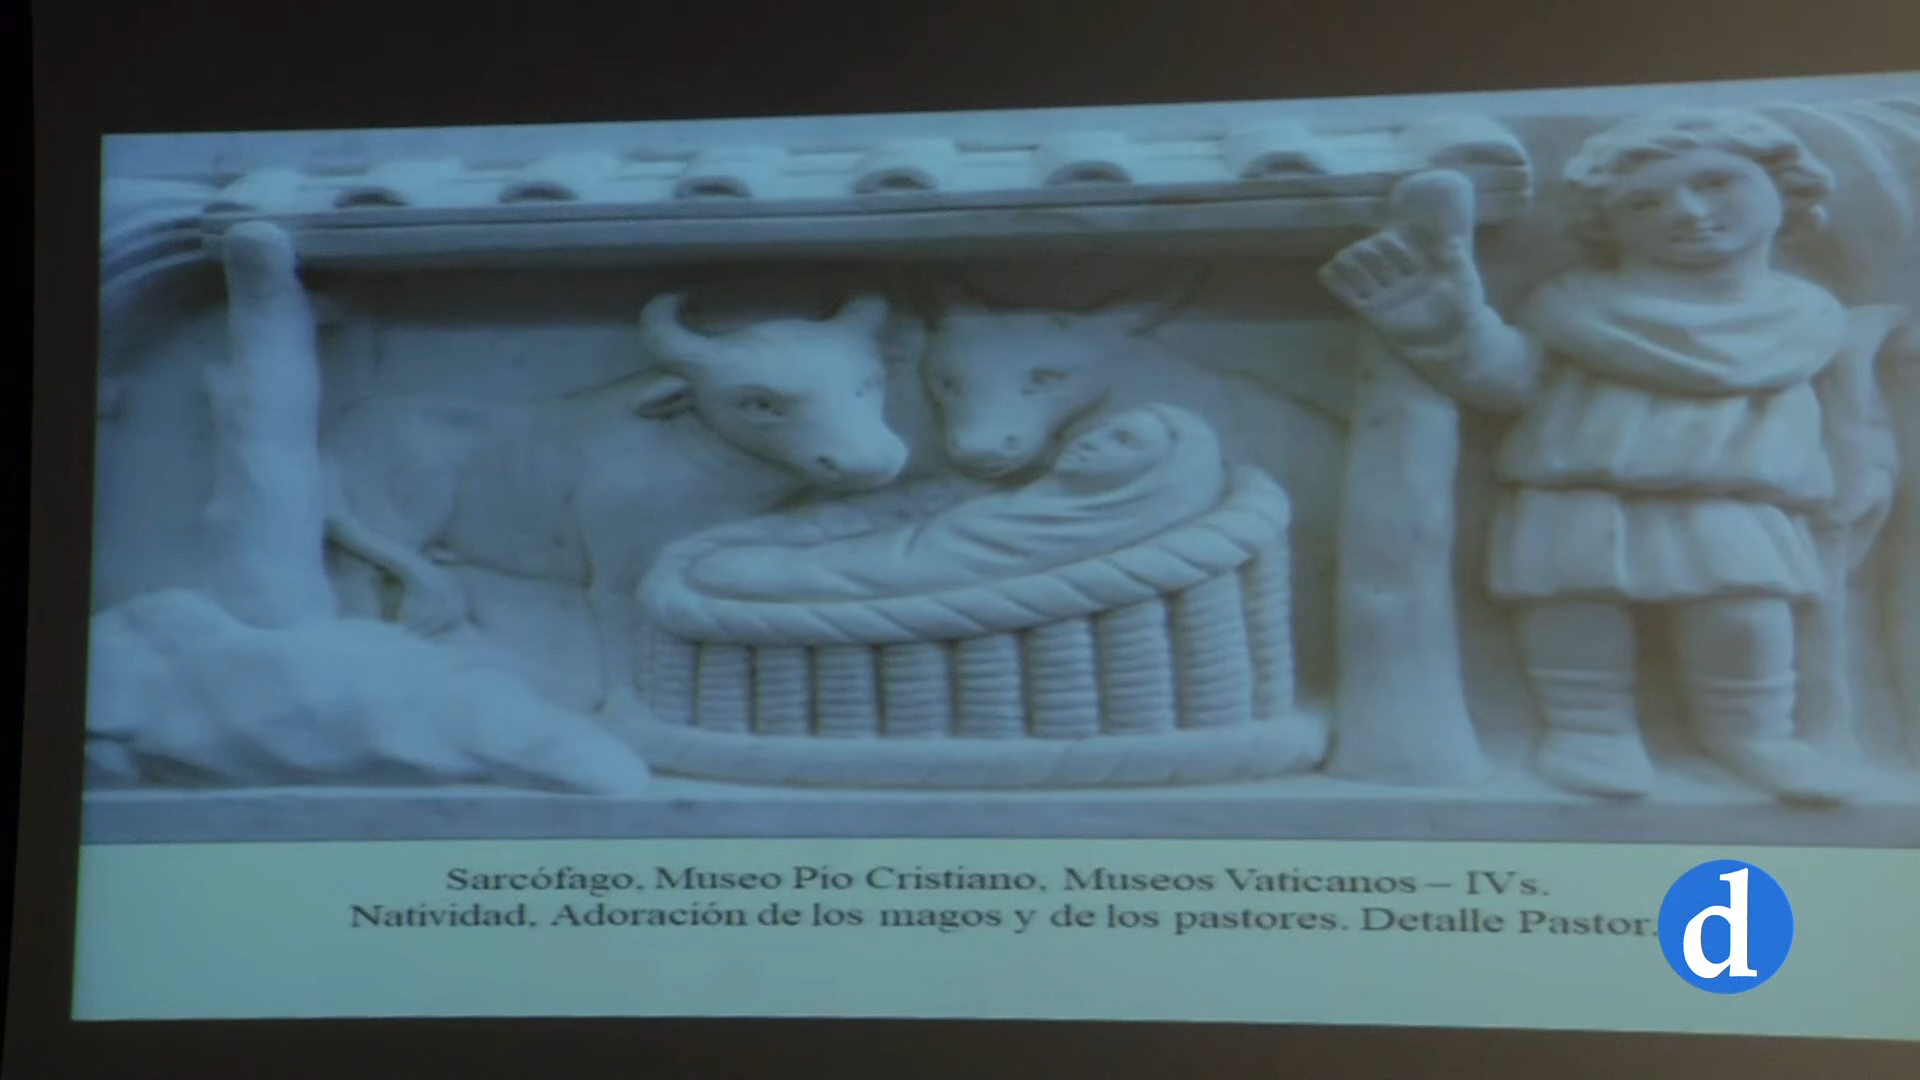 Sarcófago, Museo Pio Cristiano, Museos Vaticanos – IVs.
Natividad, Adoración de los magos y de los pastores. Detalle Pastor.
d